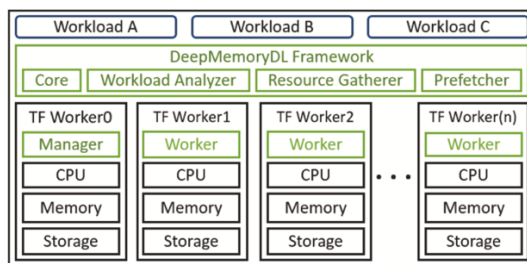 Workload A Workload B Workload C
DeepMemoryDL Framework
Core Workload Analyzer Resource Gatherer Prefetcher
TF Worker0 TF Worker1 TF Worker2 TF Worker(n)
Manager Worker Worker Worker
CPU CPU CPU • • • CPU
Memory Memory Memory Memory
Storage Storage Storage Storage